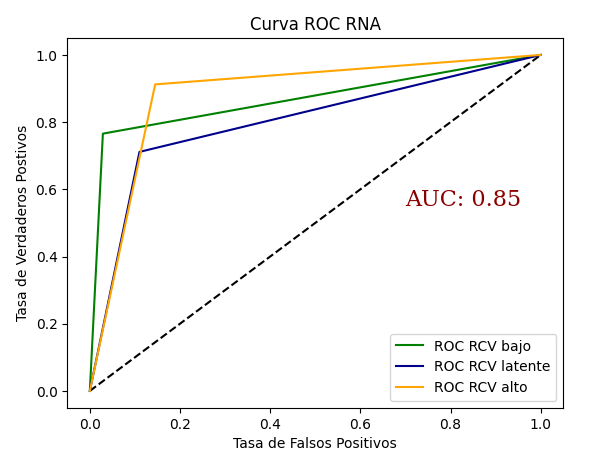 Curva ROC RNA
1.0
0.8
0.6
0.4
0.2
0.0
Tasa de Verdaderos Postivos
AUC: 0.85
ROC RCV bajo
ROC RCV latente
ROC RCV alto
0.0 0.2 0.4 0.6 0.8 1.0
Tasa de Falsos Positivos